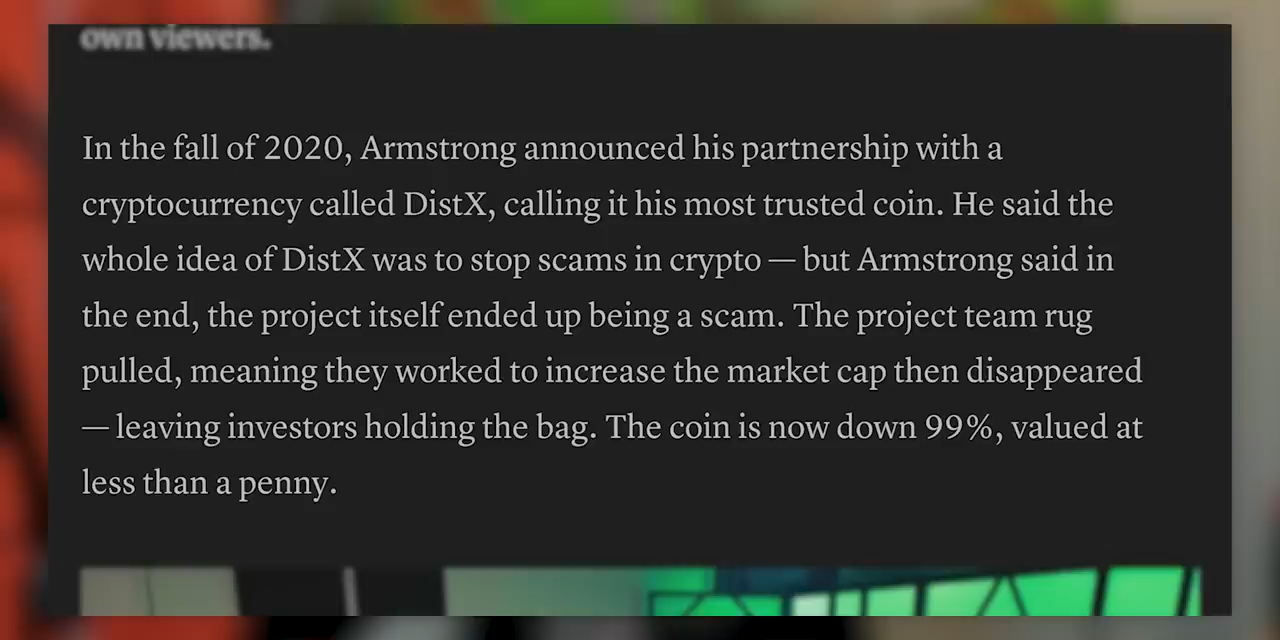 own viewers.
In the fall of 2020, Armstrong announced his partnership with a
cryptocurrency called DistX, calling it his most trusted coin. He said the
whole idea of DistX was to stop scams in crypto — but Armstrong said in
the end, the project itself ended up being a scam. The project team rug
pulled, meaning they worked to increase the market cap then disappeared
— leaving investors holding the bag. The coin is now down 99%, valued at
less than a penny.